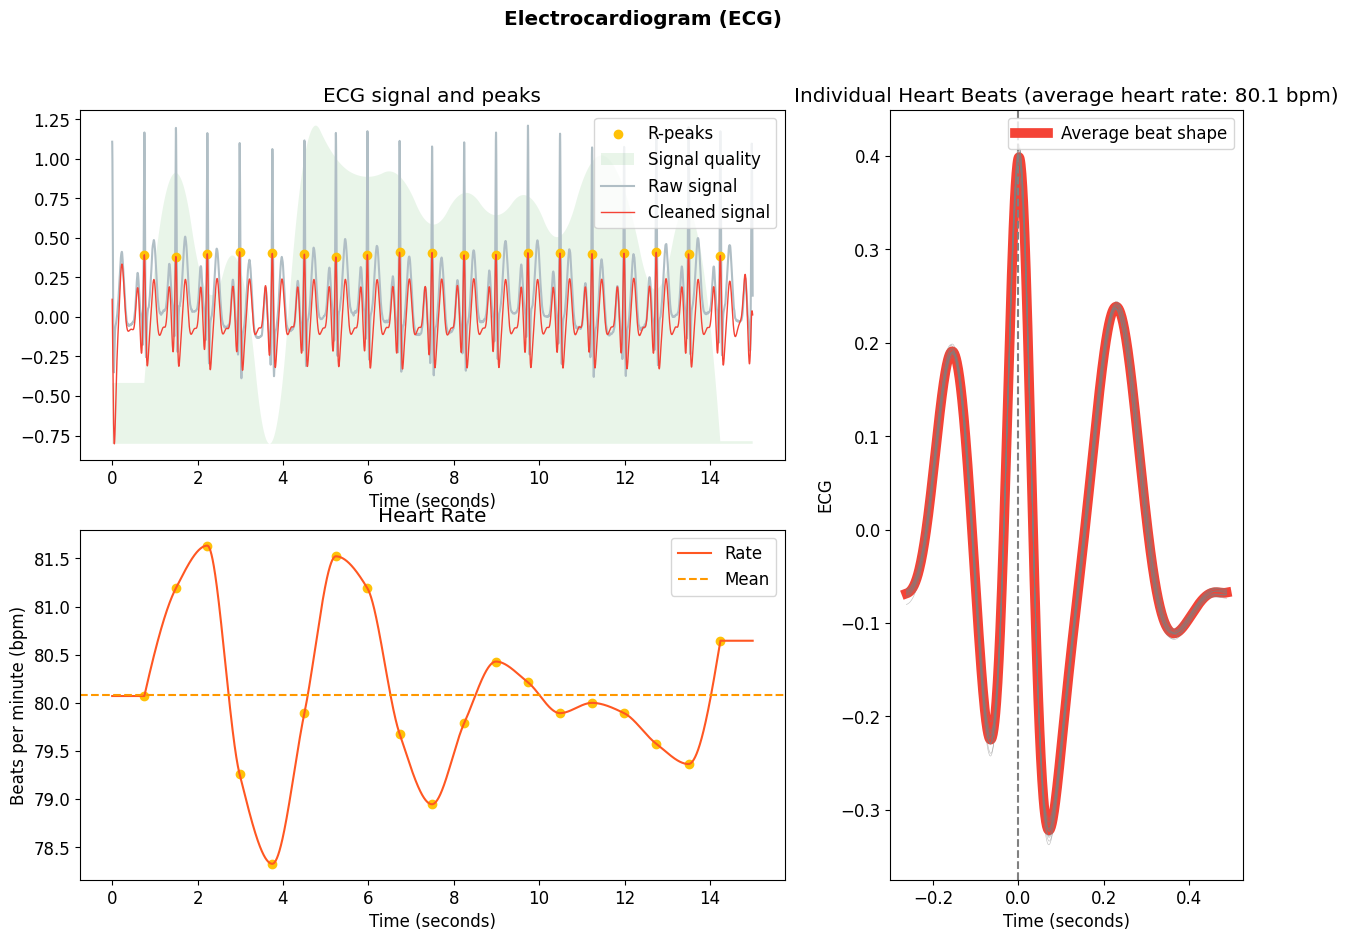 Electrocardiogram (ECG)
ECG signal and peaks
1.25
1.00
0.75
0.50
0.25
0.00
−0.25
−0.50
−0.75
R-peaks
Signal quality
Raw signal
Cleaned signal
0 2 4 6 8 10 12 14
Time (seconds)
Heart Rate
Beats per minute (bpm)
81.5
81.0
80.5
80.0
79.5
79.0
78.5
Rate
Mean
0 2 4 6 8 10 12 14
Time (seconds)
Individual Heart Beats (average heart rate: 80.1 bpm)
Average beat shape
ECG
0.4
0.3
0.2
0.1
0.0
−0.1
−0.2
−0.3
−0.2 0.0 0.2 0.4
Time (seconds)